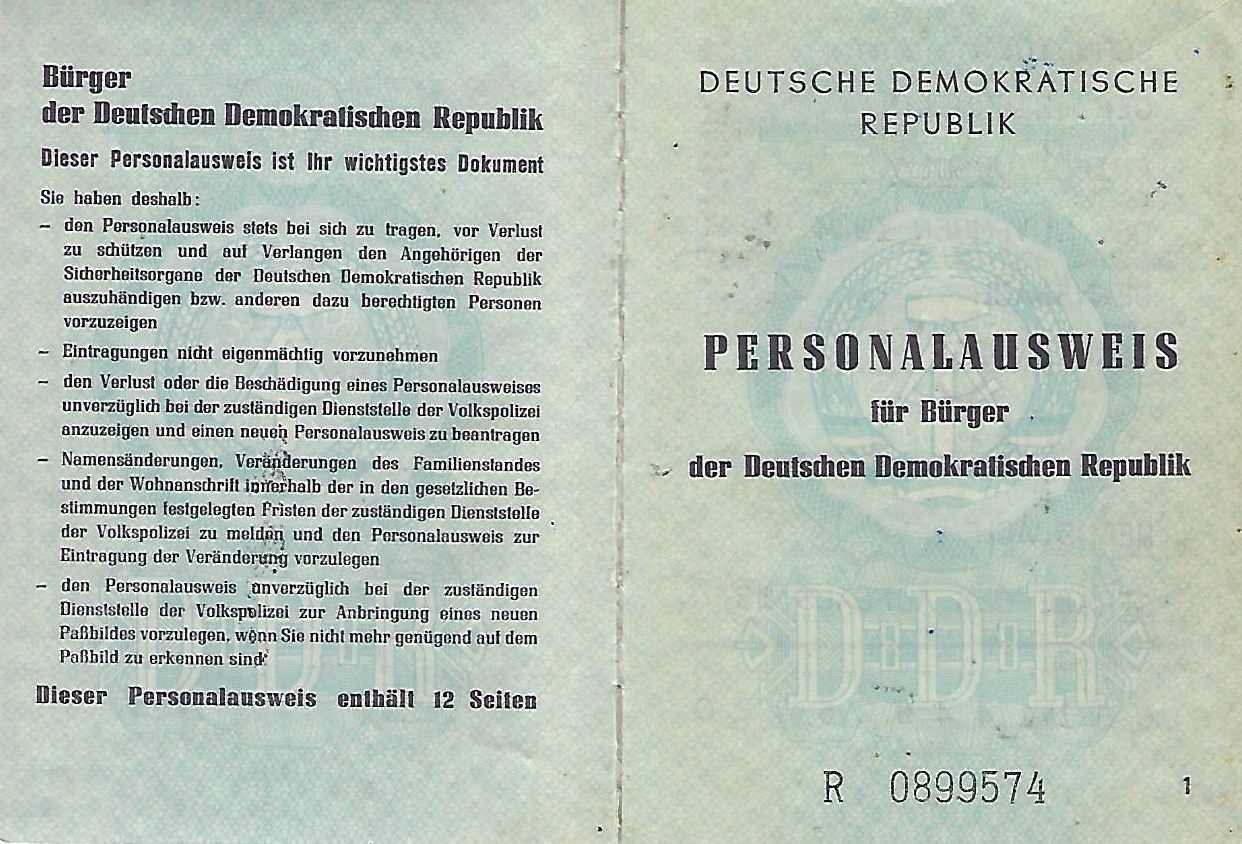 Bürger
der Deutschen Demokratischen Republik
Dieser Personalausweis ist Ihr wichtigstes Dokument
Sie haben deshalb:
– den Personalausweis stets bei sich zu tragen, vor Verlust
zu schützen und auf Verlangen den Angehörigen der
Sicherheitsorgane der Deutschen Demokratischen Republik
auszuhändigen bzw. anderen dazu berechtigten Personen
vorzuzeigen
– Eintragungen nicht eigenmächtig vorzunehmen
– den Verlust oder die Beschädigung eines Personalausweises
unverzüglich bei der zuständigen Dienststelle der Volkspolizei
anzuzeigen und einen neuen Personalausweis zu beantragen
– Namensänderungen, Veränderungen des Familienstandes
und der Wohnanschrift innerhalb der in den gesetzlichen Be-
stimmungen festgelegten Fristen der zuständigen Dienststelle
der Volkspolizei zu melden und den Personalausweis zur
Eintragung der Veränderung vorzulegen
– den Personalausweis unverzüglich bei der zuständigen
Dienststelle der Volkspolizei zur Anbringung eines neuen
Paßbildes vorzulegen, wenn Sie nicht mehr genügend auf dem
Paßbild zu erkennen sind
Dieser Personalausweis enthält 12 Seiten
DEUTSCHE DEMOKRATISCHE
REPUBLIK
PERSONALAUSWEIS
für Bürger
der Deutschen Demokratischen Republik
DDR
R 0899574
1